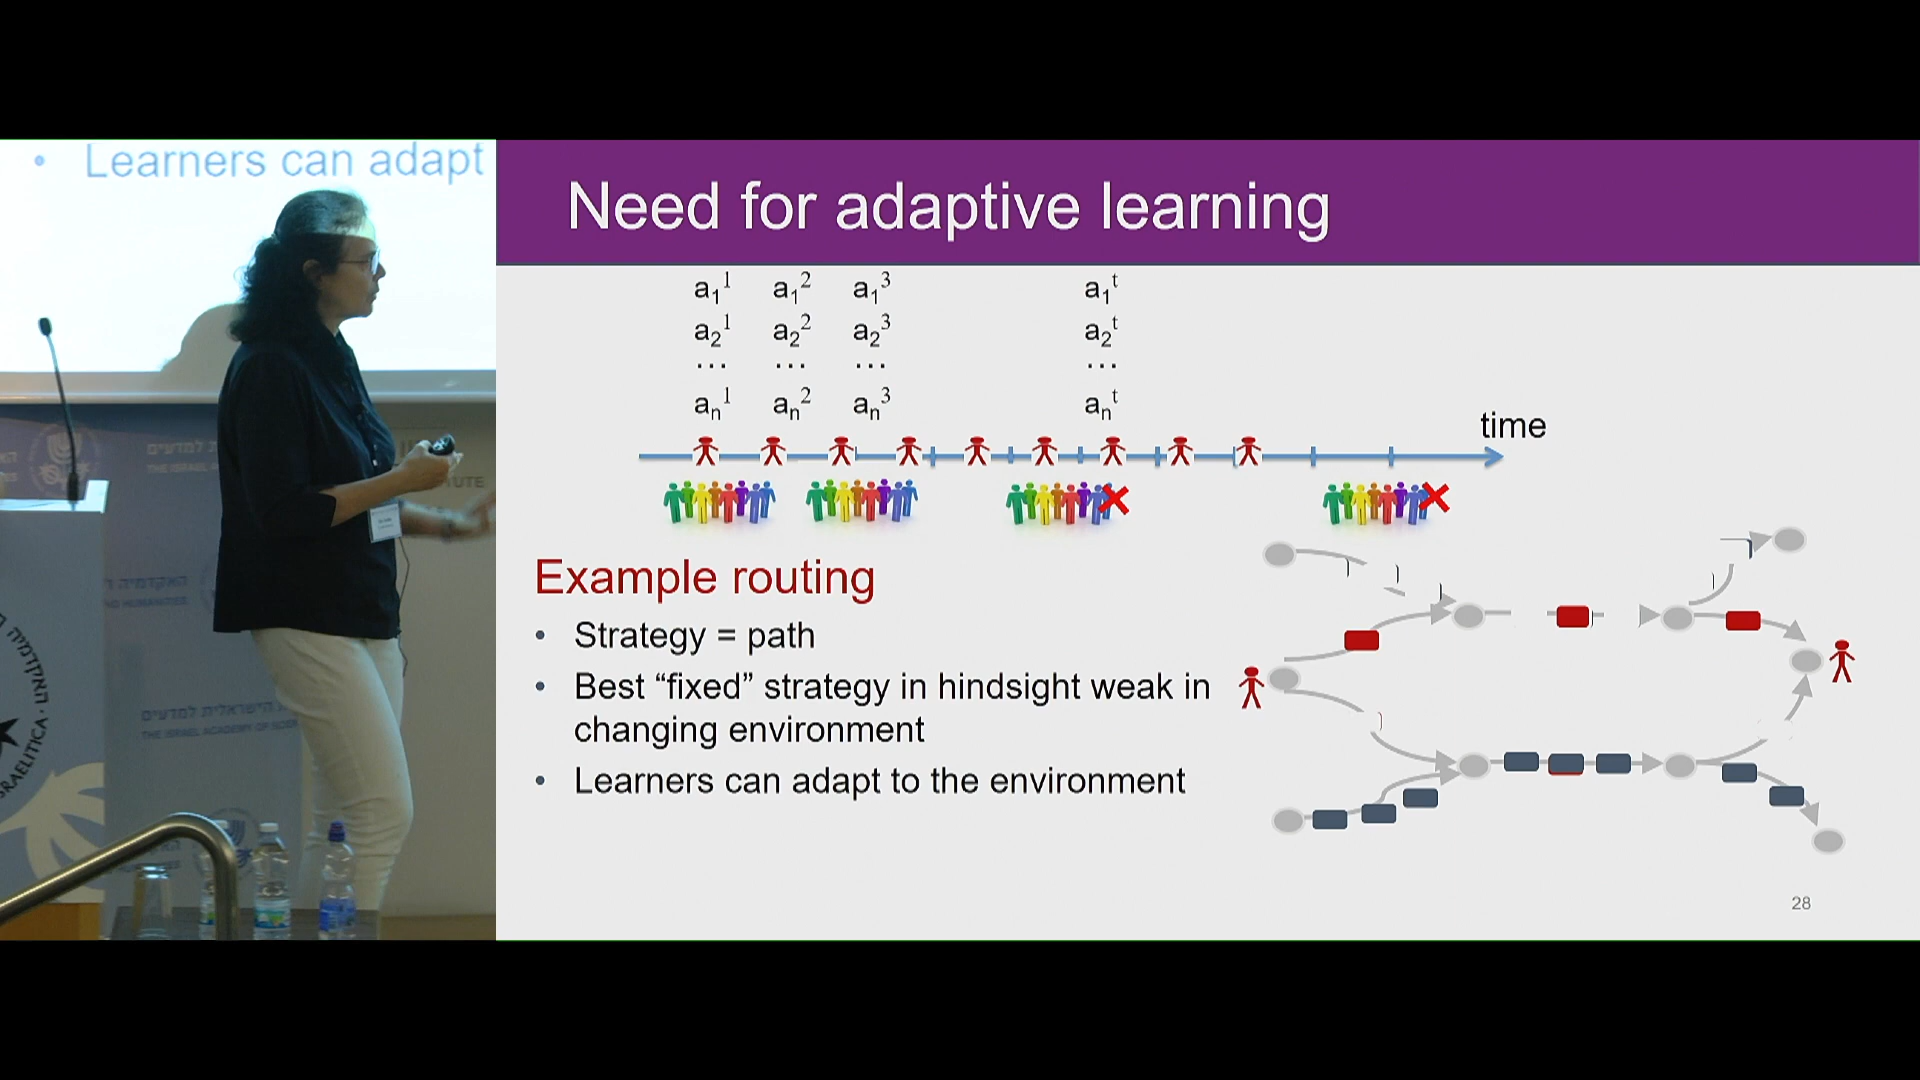 Learners can adapt
Need for adaptive learning
a₁¹ a₁² a₁³ a₁ᵗ
a₂¹ a₂² a₂³ a₂ᵗ
... ... ... ...
aₙ¹ aₙ² aₙ³ aₙᵗ
time
Example routing
• Strategy = path
• Best “fixed” strategy in hindsight weak in
changing environment
• Learners can adapt to the environment
28
למדעים
האקדמיה
הישראלית למדעים
THE ISRAEL ACADEMY OF